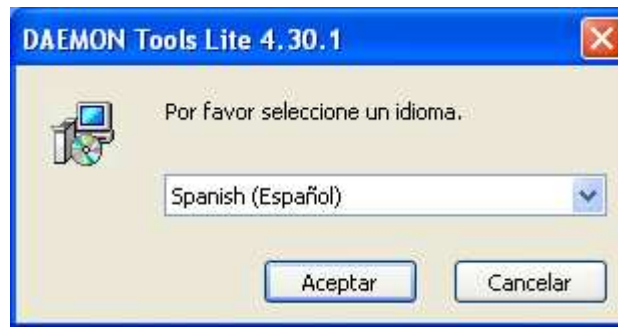 DAEMON Tools Lite 4.30.1
Por favor seleccione un idioma.
Spanish (Español)
Aceptar
Cancelar